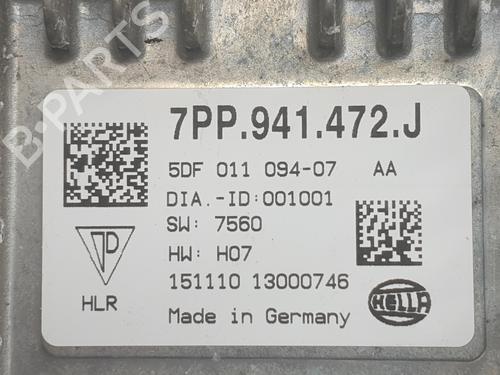 7PP.941.472.J
5DF 011 094-07 AA
DIA.-ID:001001
SW: 7560
HW: H07
151110 13000746
HLR
HELLA
Made in Germany
B-PARTS